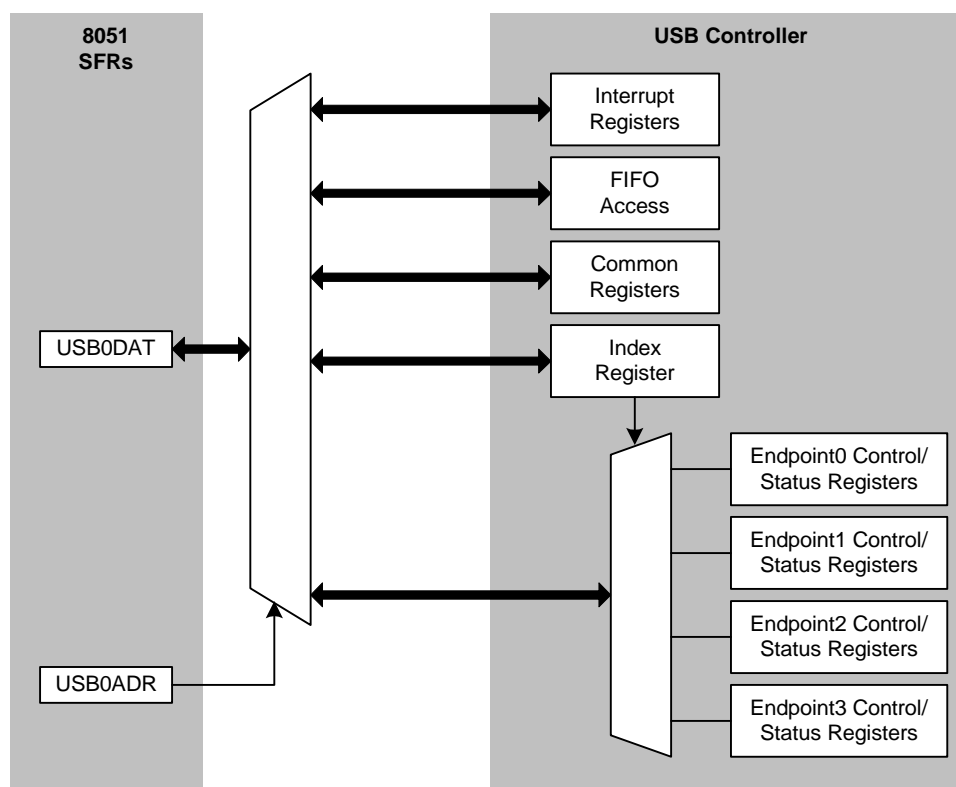 8051
SFRs
USB Controller
Interrupt
Registers
FIFO
Access
Common
Registers
USB0DAT
Index
Register
Endpoint0 Control/
Status Registers
Endpoint1 Control/
Status Registers
Endpoint2 Control/
Status Registers
USB0ADR
Endpoint3 Control/
Status Registers